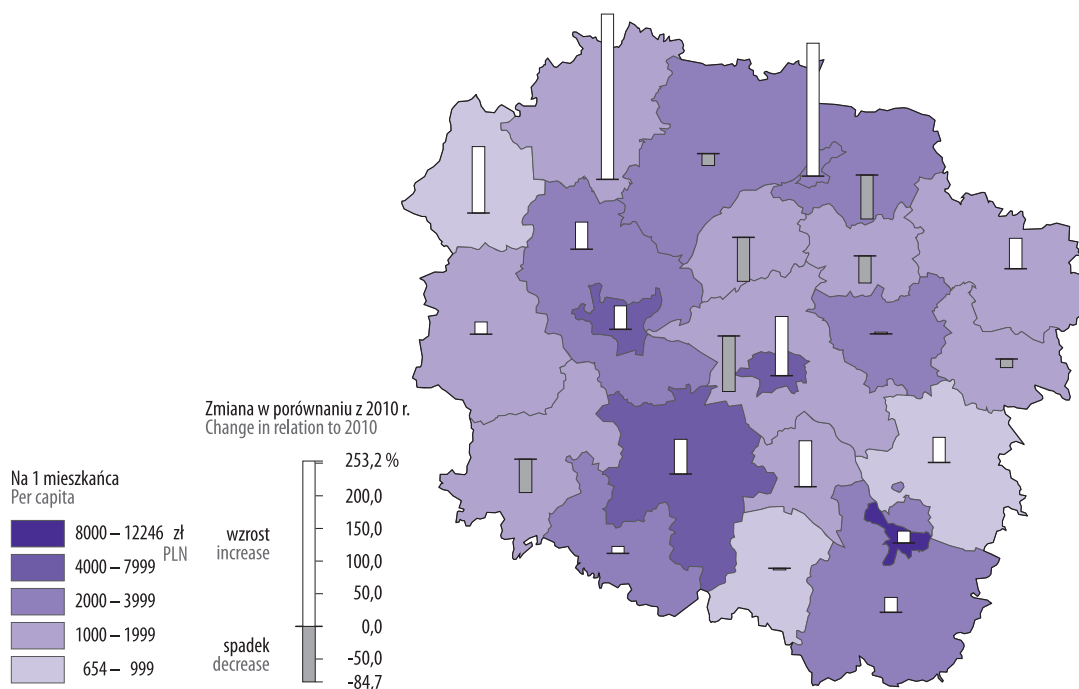 Zmiana w porównaniu z 2010 r.
Change in relation to 2010
253,2 %
200,0
150,0
100,0
50,0
0,0
-50,0
-84,7
wzrost
increase
spadek
decrease
Na 1 mieszkańca
Per capita
8000 – 12246 zł
PLN
4000 – 7999
2000 – 3999
1000 – 1999
654 – 999